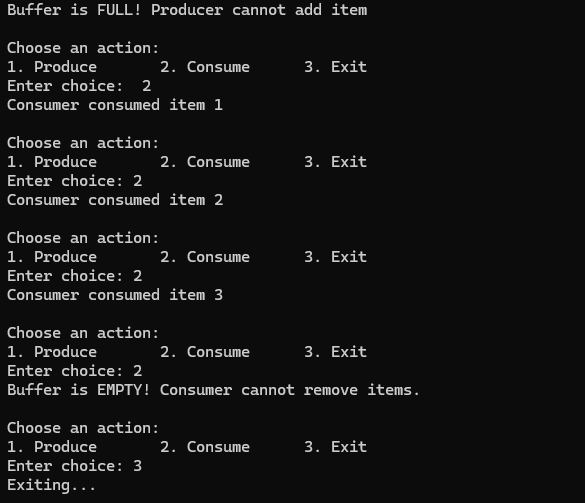 Buffer is FULL! Producer cannot add item
Choose an action:
1. Produce       2. Consume      3. Exit
Enter choice:  2
Consumer consumed item 1
Choose an action:
1. Produce       2. Consume      3. Exit
Enter choice: 2
Consumer consumed item 2
Choose an action:
1. Produce       2. Consume      3. Exit
Enter choice: 2
Consumer consumed item 3
Choose an action:
1. Produce       2. Consume      3. Exit
Enter choice: 2
Buffer is EMPTY! Consumer cannot remove items.
Choose an action:
1. Produce       2. Consume      3. Exit
Enter choice: 3
Exiting...